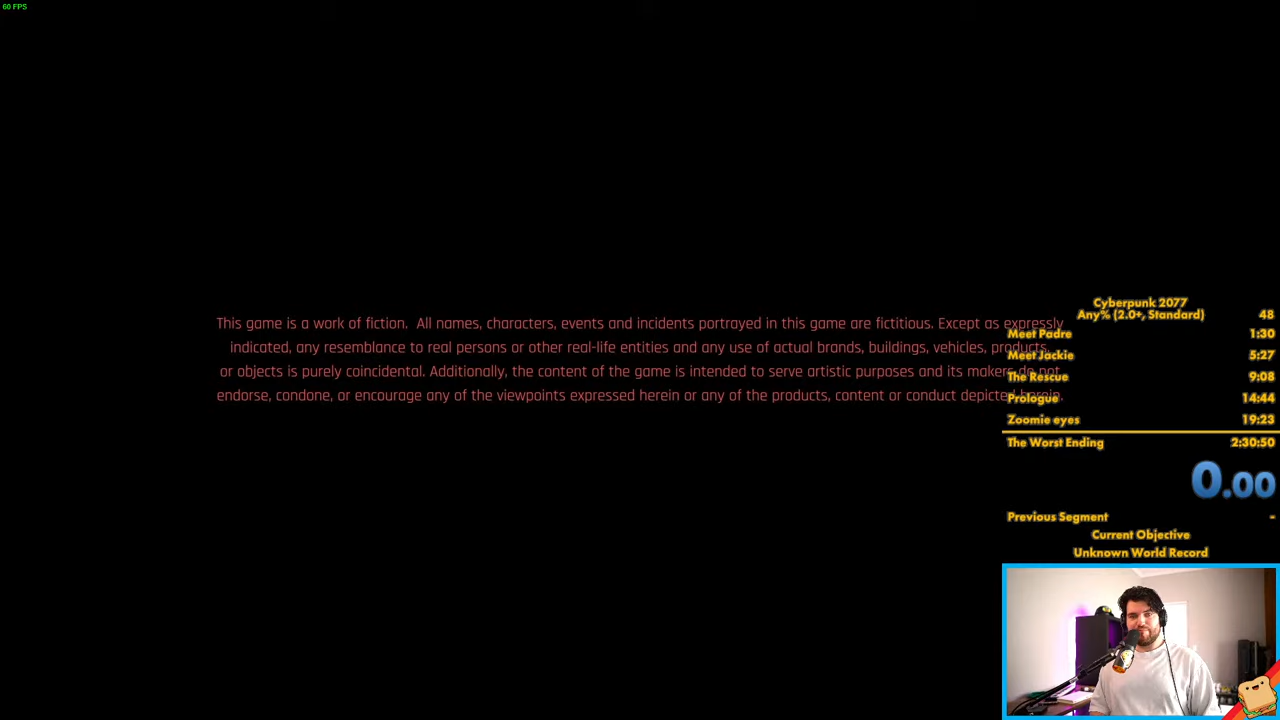 60 FPS
This game is a work of fiction.  All names, characters, events and incidents portrayed in this game are fictitious. Except as expressly
indicated, any resemblance to real persons or other real-life entities and any use of actual brands, buildings, vehicles, products,
or objects is purely coincidental. Additionally, the content of the game is intended to serve artistic purposes and its makers do not
endorse, condone, or encourage any of the viewpoints expressed herein or any of the products, content or conduct depicted herein.
Cyberpunk 2077
Any% (2.0+, Standard) 48
Meet Padre 1:30
Meet Jackie 5:27
The Rescue 9:08
Prologue 14:44
Zoomie eyes 19:23
The Worst Ending 2:30:50
0.00
Previous Segment -
Current Objective
Unknown World Record